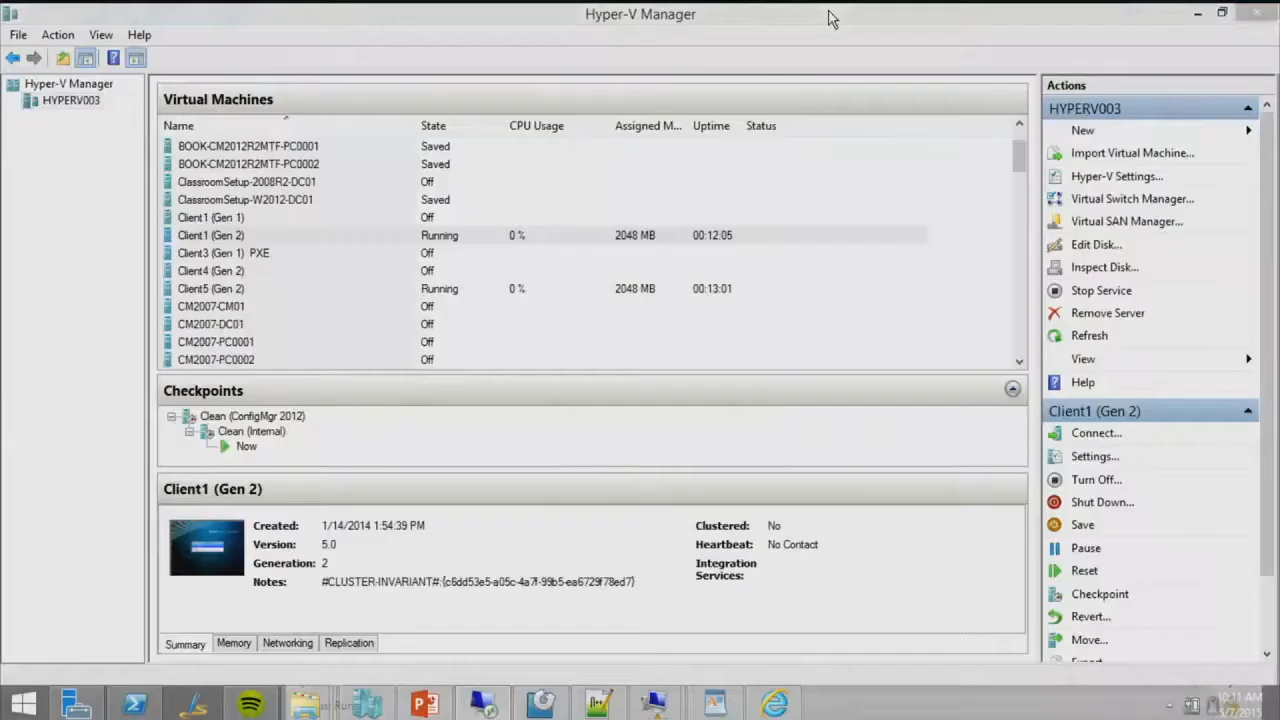 Hyper-V Manager
File Action View Help
Hyper-V Manager
HYPERV003
Virtual Machines
Name State CPU Usage Assigned M... Uptime Status
BOOK-CM2012R2MTF-PC0001 Saved
BOOK-CM2012R2MTF-PC0002 Saved
ClassroomSetup-2008R2-DC01 Off
ClassroomSetup-W2012-DC01 Saved
Client1 (Gen 1) Off
Client1 (Gen 2) Running 0 % 2048 MB 00:12:05
Client3 (Gen 1) PXE Off
Client4 (Gen 2) Off
Client5 (Gen 2) Running 0 % 2048 MB 00:13:01
CM2007-CM01 Off
CM2007-DC01 Off
CM2007-PC0001 Off
CM2007-PC0002 Off
Checkpoints
Clean (ConfigMgr 2012)
Clean (Internal)
Now
Client1 (Gen 2)
Created: 1/14/2014 1:54:39 PM Clustered: No
Version: 5.0 Heartbeat: No Contact
Generation: 2 Integration Services:
Notes: #CLUSTER-INVARIANT#:{c6dd53e5-a05c-4a7f-99b5-ea6729f78ed7}
Summary Memory Networking Replication
Actions
HYPERV003
New
Import Virtual Machine...
Hyper-V Settings...
Virtual Switch Manager...
Virtual SAN Manager...
Edit Disk...
Inspect Disk...
Stop Service
Remove Server
Refresh
View
Help
Client1 (Gen 2)
Connect...
Settings...
Turn Off...
Shut Down...
Save
Pause
Reset
Checkpoint
Revert...
Move...
Export...
10:11 AM
5/7/2015